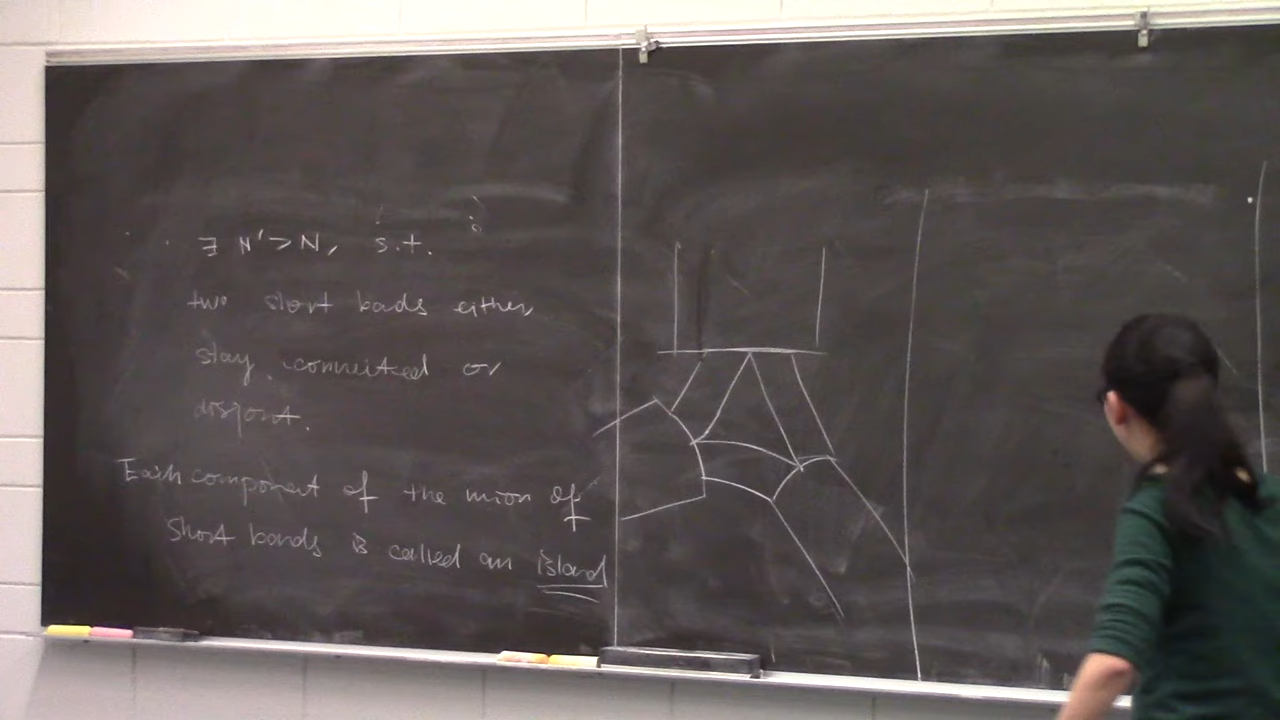 ∃ N' > N, s.t.
two short bads either
stay connected or
disjoint.
Each component of the union of
short bands is called an island